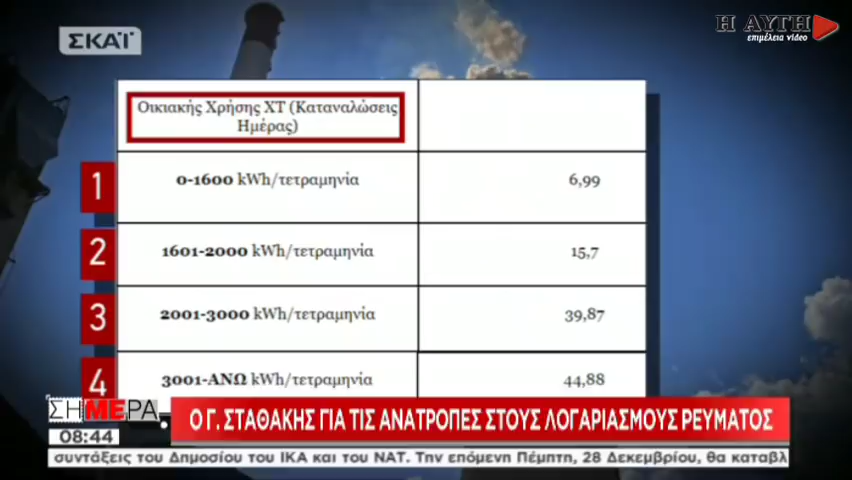 ΣΚΑΪ
Η ΑΥΓΗ
επιμέλεια video
Οικιακής Χρήσης ΧΤ (Καταναλώσεις
Ημέρας)
1
0-1600 kWh/τετραμηνία
6,99
2
1601-2000 kWh/τετραμηνία
15,7
3
2001-3000 kWh/τετραμηνία
39,87
4
3001-ΑΝΩ kWh/τετραμηνία
44,88
ΣΗΜΕΡΑ
Ο Γ. ΣΤΑΘΑΚΗΣ ΓΙΑ ΤΙΣ ΑΝΑΤΡΟΠΕΣ ΣΤΟΥΣ ΛΟΓΑΡΙΑΣΜΟΥΣ ΡΕΥΜΑΤΟΣ
08:44
συντάξεις του Δημοσίου του ΙΚΑ και του ΝΑΤ. Την επόμενη Πέμπτη, 28 Δεκεμβρίου, θα καταβλ